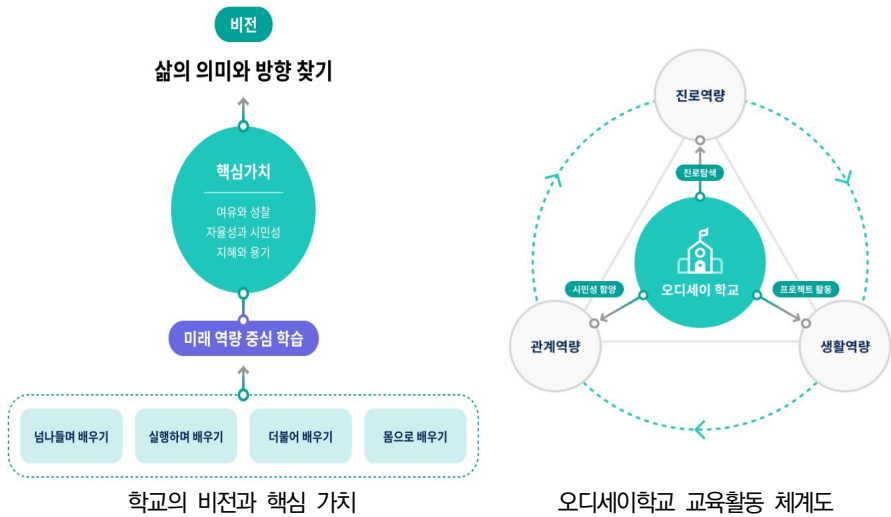 비전
삶의 의미와 방향 찾기
핵심가치
여유와 성찰
자율성과 시민성
지혜와 용기
미래 역량 중심 학습
넘나들며 배우기
실행하며 배우기
더불어 배우기
몸으로 배우기
학교의 비전과 핵심 가치
진로역량
진로탐색
오디세이 학교
시민성 함양
프로젝트 활동
관계역량
생활역량
오디세이학교 교육활동 체계도